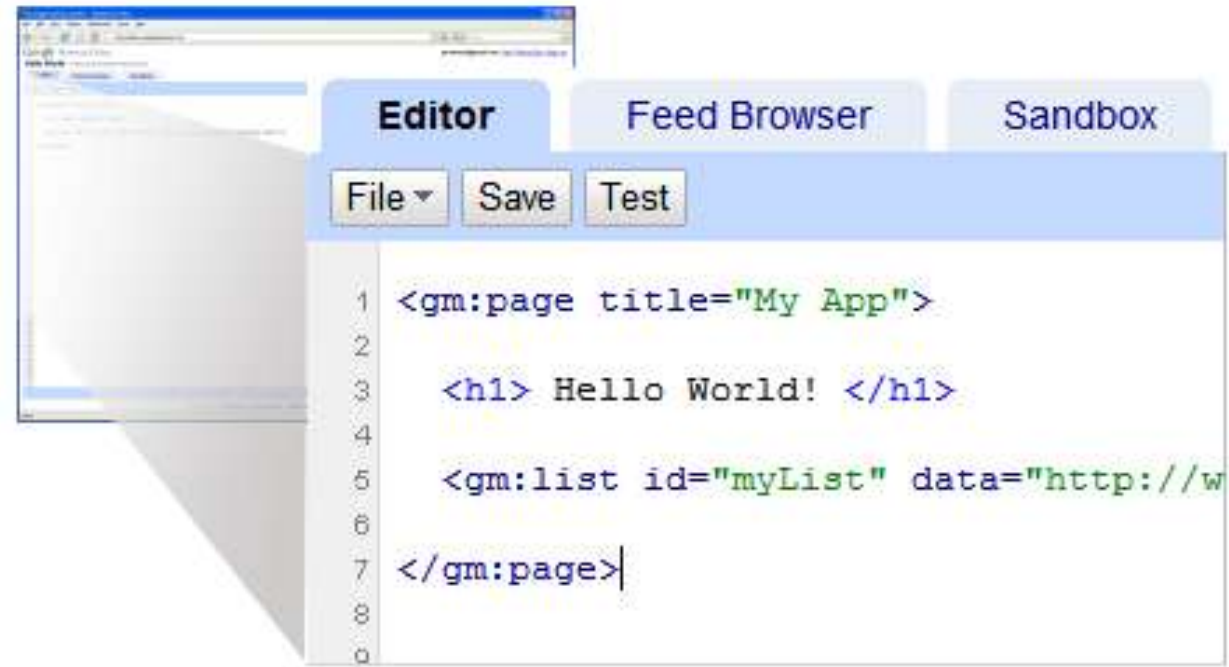 Editor Feed Browser Sandbox
File Save Test
1 <gm:page title="My App">
2
3 <h1> Hello World! </h1>
4
5 <gm:list id="myList" data="http://w
6
7 </gm:page>
8
9